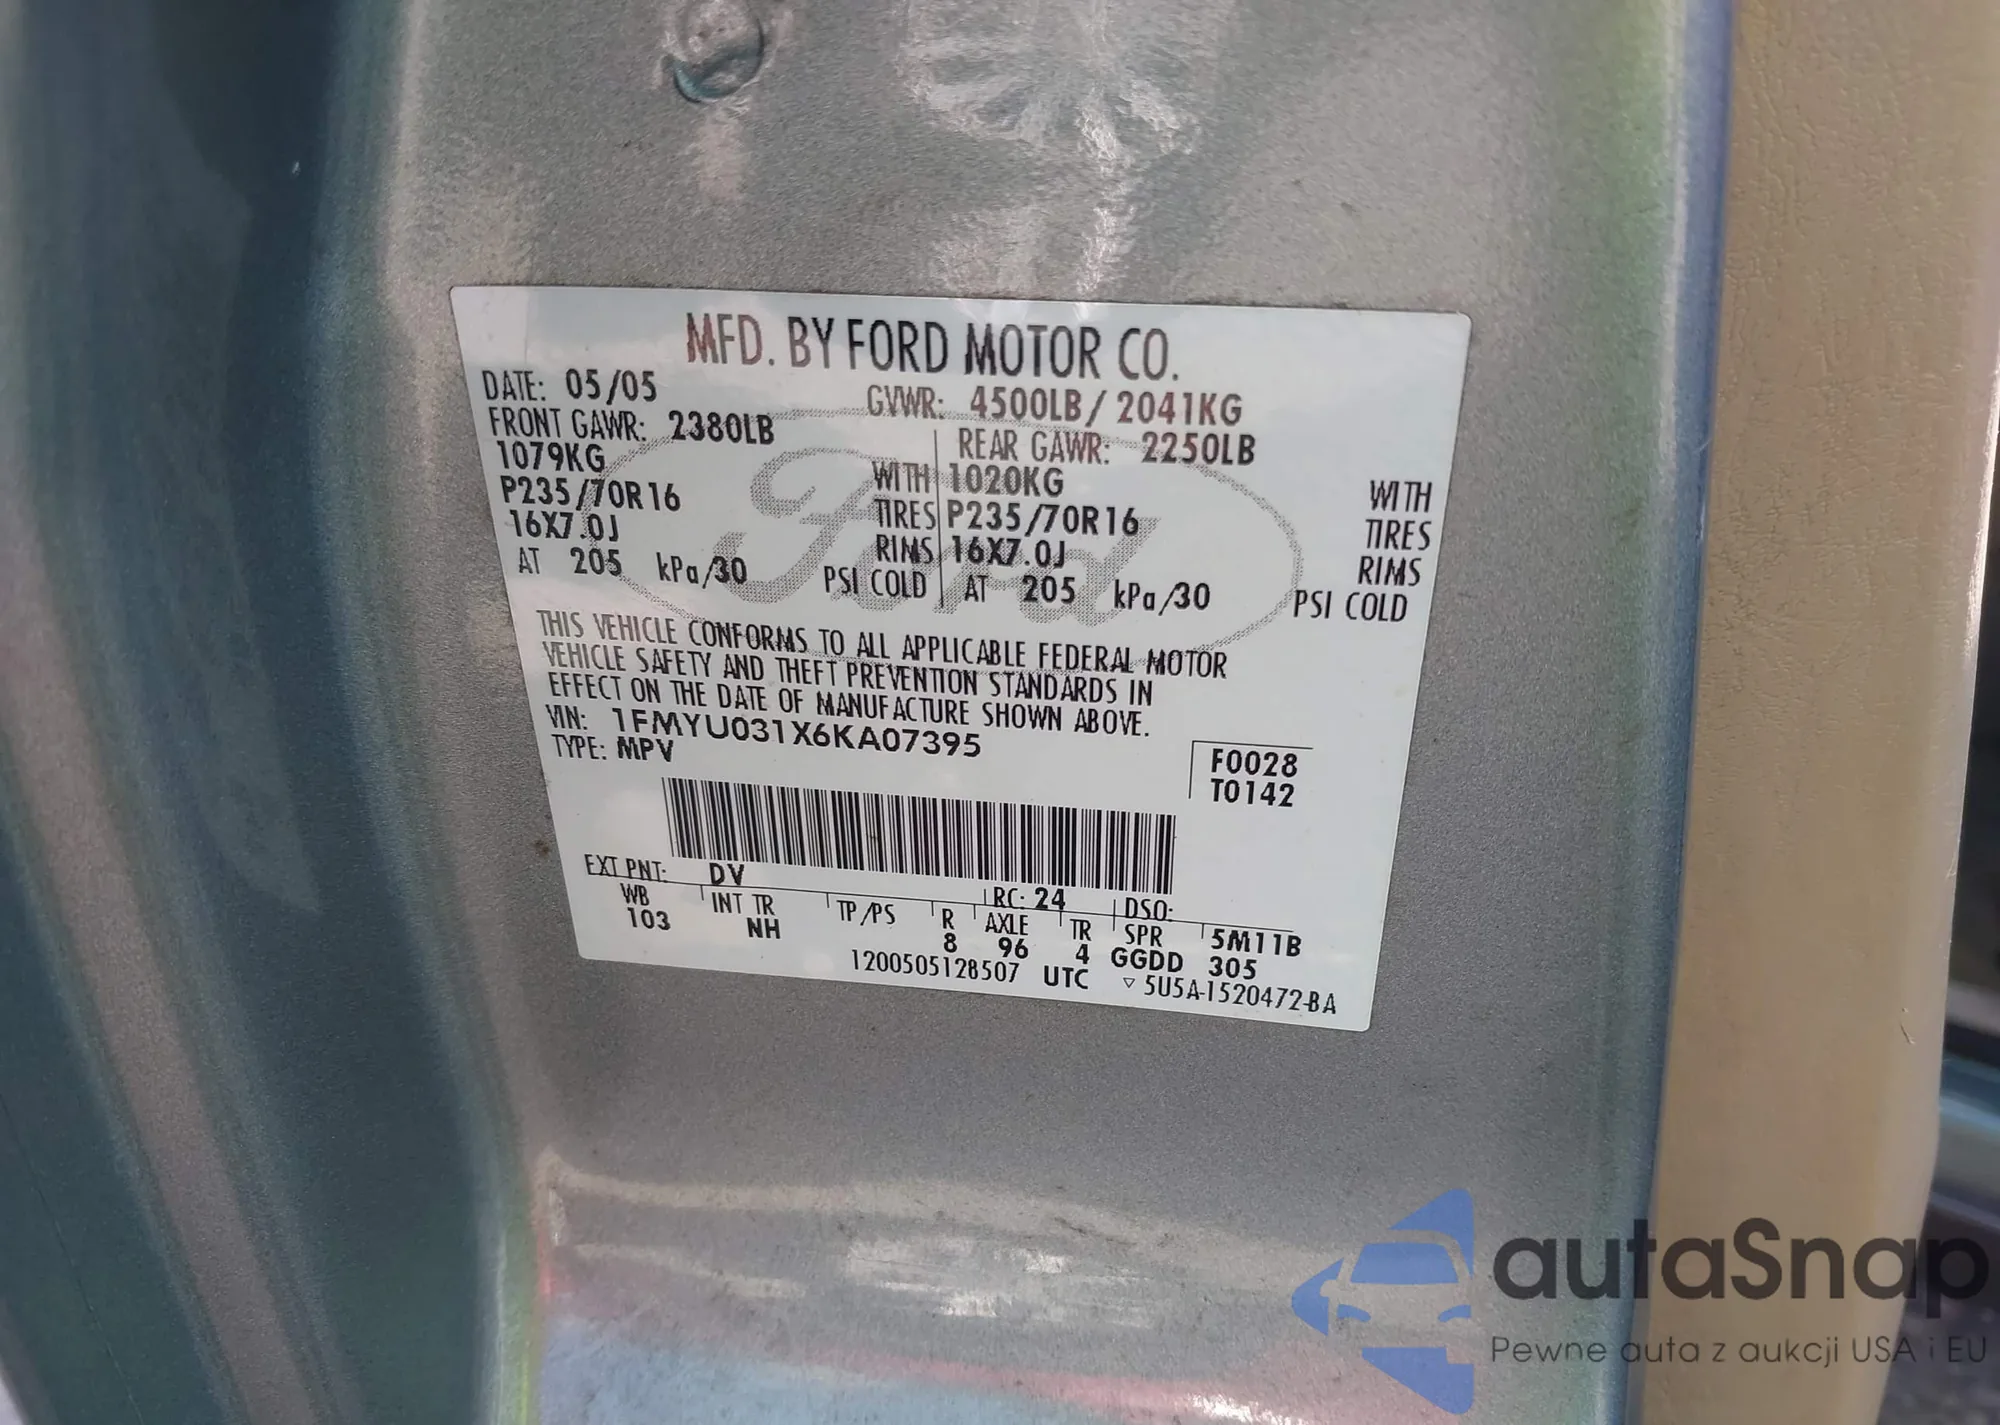 MFD. BY FORD MOTOR CO.
DATE: 05/05 GVWR: 4500LB / 2041KG
FRONT GAWR: 2380LB REAR GAWR: 2250LB
1079KG WITH 1020KG WITH
P235/70R16 TIRES P235/70R16 TIRES
16X7.0J RIMS 16X7.0J RIMS
AT 205 kPa/30 PSI COLD AT 205 kPa/30 PSI COLD
Ford
THIS VEHICLE CONFORMS TO ALL APPLICABLE FEDERAL MOTOR
VEHICLE SAFETY AND THEFT PREVENTION STANDARDS IN
EFFECT ON THE DATE OF MANUFACTURE SHOWN ABOVE.
VIN: 1FMYU031X6KA07395
TYPE: MPV
F0028
T0142
EXT PNT: DV RC: 24 DSO:
WB INT TR TP/PS R AXLE TR SPR 5M11B
103 NH 8 96 4 GGDD 305
1200505128507 UTC ▽ 5U5A-1520472-BA
autaSnap
Pewne auta z aukcji USA i EU